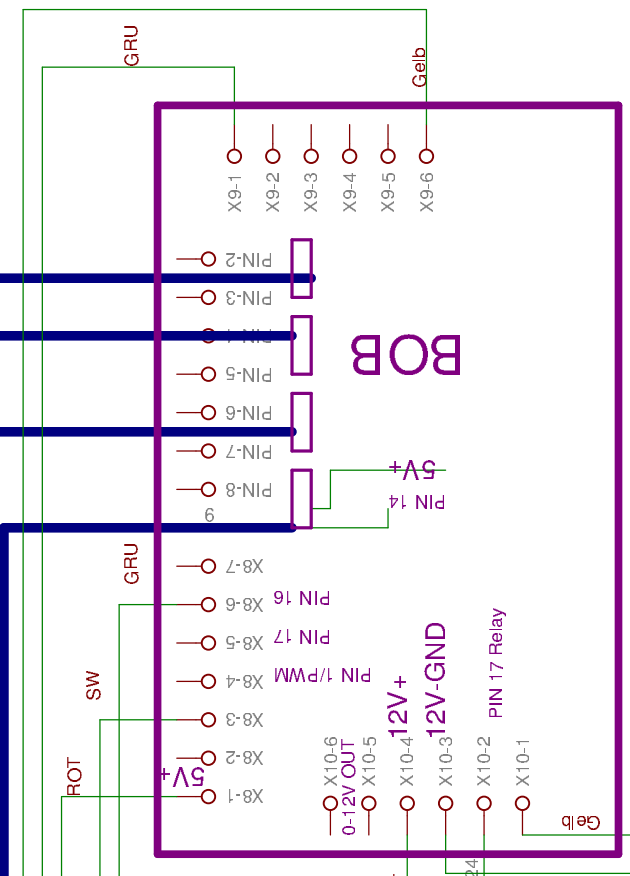 GRU
Gelb
X9-1
X9-2
X9-3
X9-4
X9-5
X9-6
PIN-2
PIN-3
PIN-5
PIN-6
PIN-7
PIN-8
9
BOB
5V+
PIN 14
GRU
X8-7
X8-6
PIN 16
X8-5
PIN 17
X8-4
PIN 1/PWM
X8-3
X8-2
X8-1
5V+
SW
ROT
12V+
12V-GND
PIN 17 Relay
X10-6
0-12V OUT
X10-5
X10-4
X10-3
X10-2
X10-1
Gelb
24